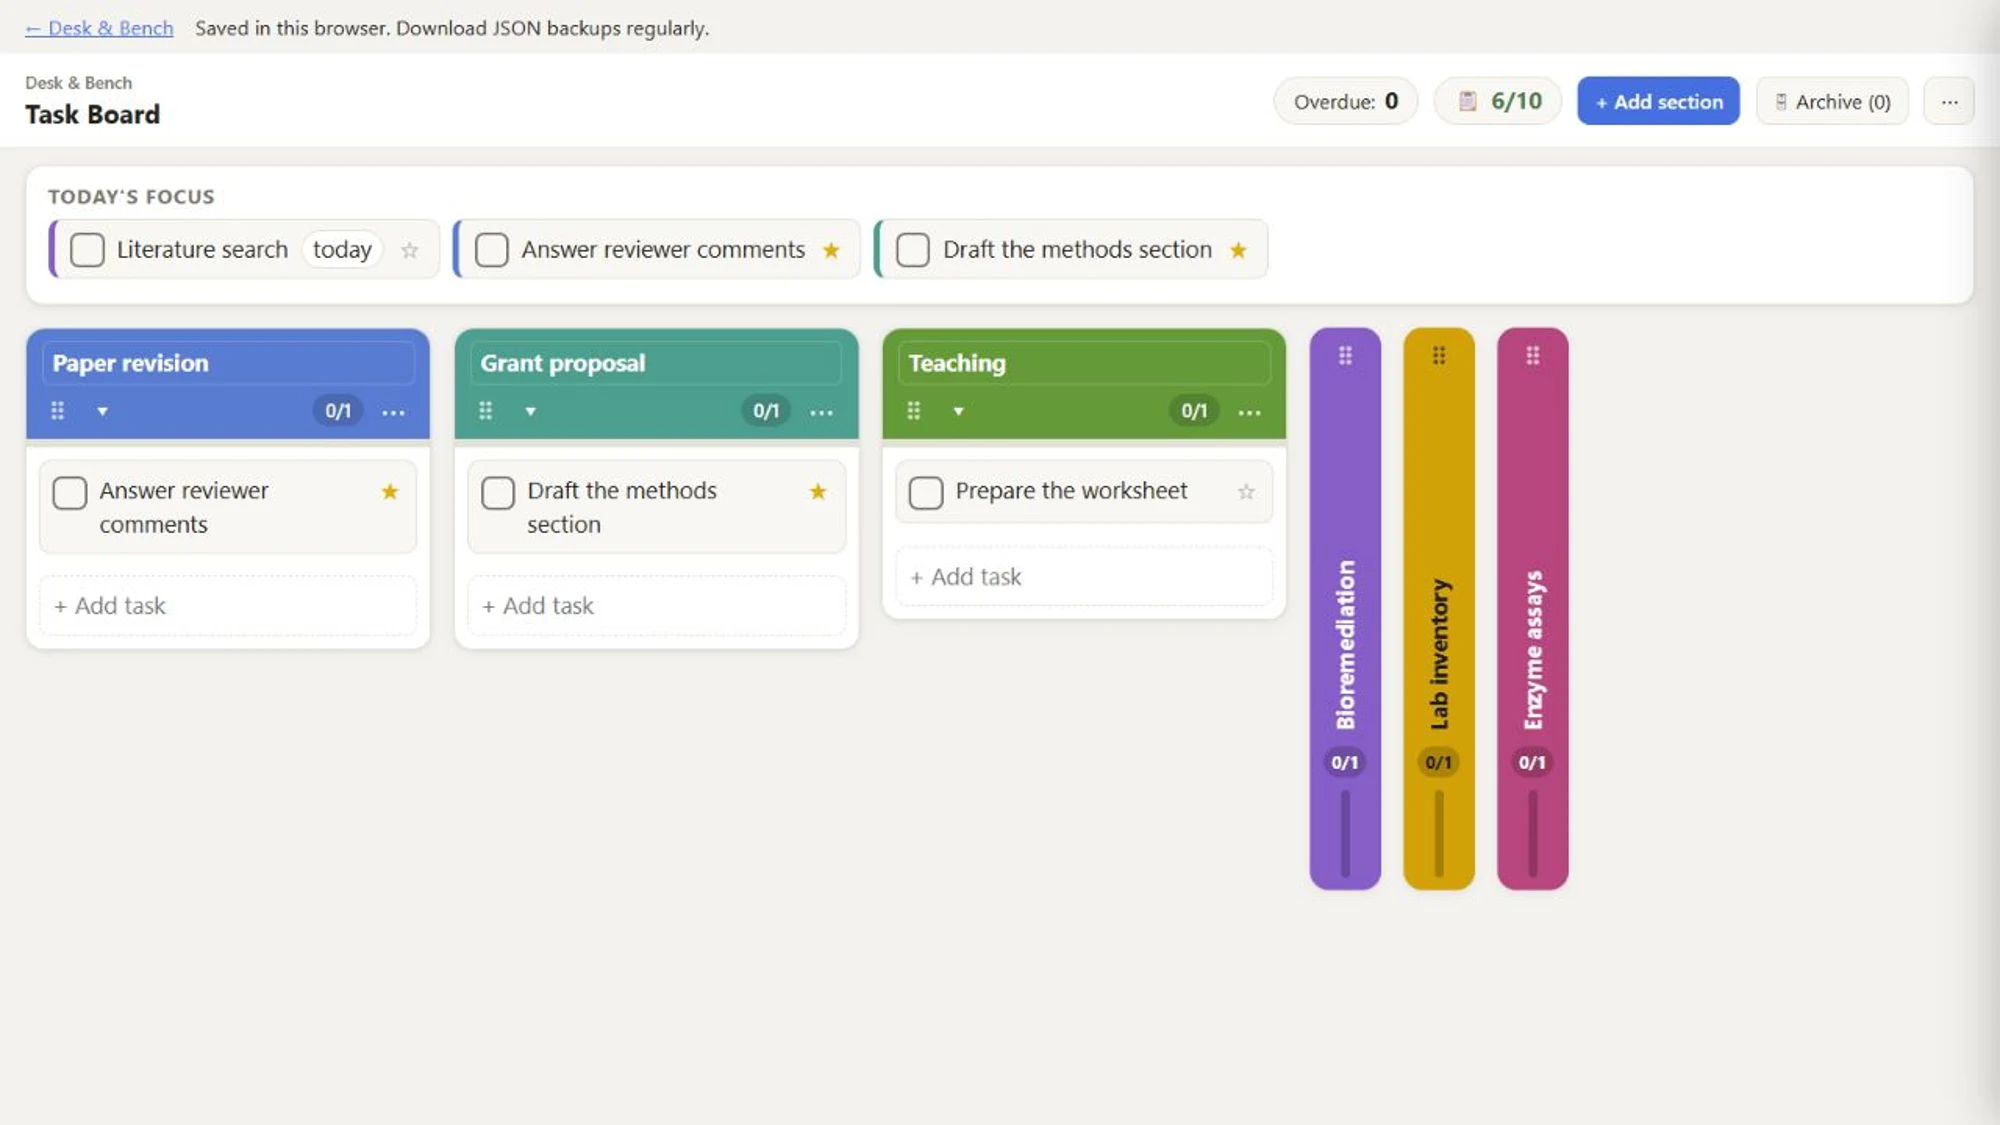 ← Desk & Bench Saved in this browser. Download JSON backups regularly.
Desk & Bench
Task Board
Overdue: 0
6/10
+ Add section
Archive (0)
...
TODAY'S FOCUS
Literature search today ☆
Answer reviewer comments ★
Draft the methods section ★
Paper revision
0/1 ...
Answer reviewer
comments
★
+ Add task
Grant proposal
0/1 ...
Draft the methods
section
★
+ Add task
Teaching
0/1 ...
Prepare the worksheet ☆
+ Add task
Bioremediation
0/1
Lab inventory
0/1
Enzyme assays
0/1